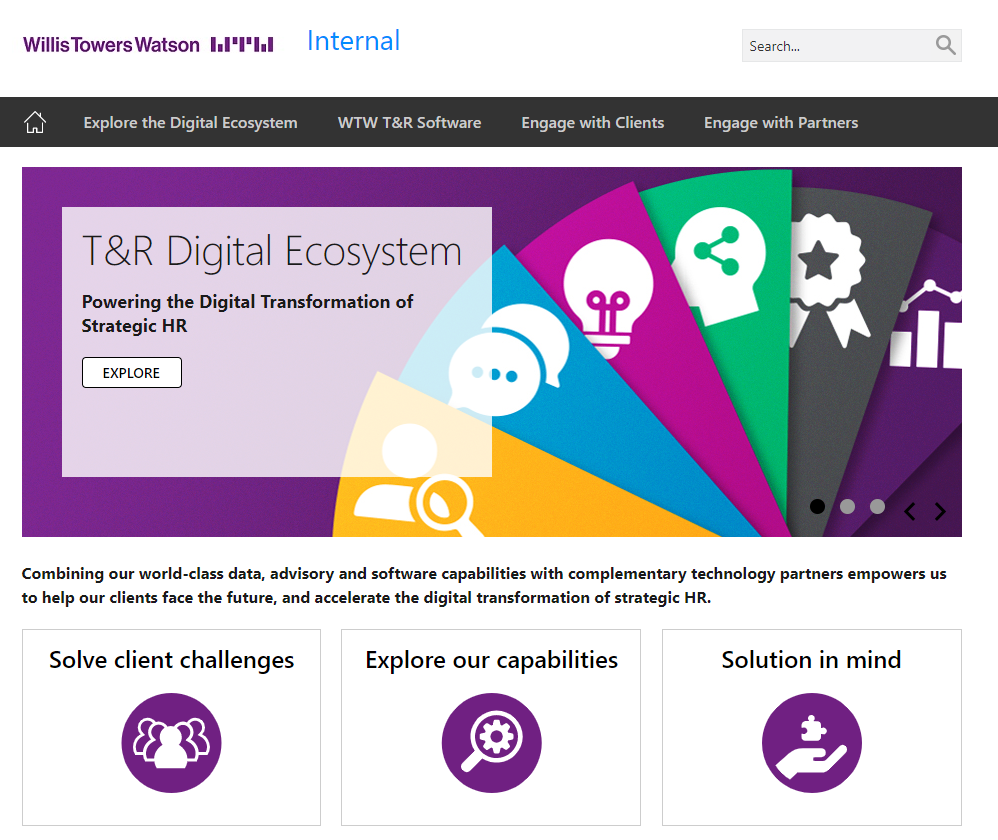 WillisTowersWatson
Internal
Search...
Explore the Digital Ecosystem
WTW T&R Software
Engage with Clients
Engage with Partners
T&R Digital Ecosystem
Powering the Digital Transformation of
Strategic HR
EXPLORE
Combining our world-class data, advisory and software capabilities with complementary technology partners empowers us
to help our clients face the future, and accelerate the digital transformation of strategic HR.
Solve client challenges
Explore our capabilities
Solution in mind